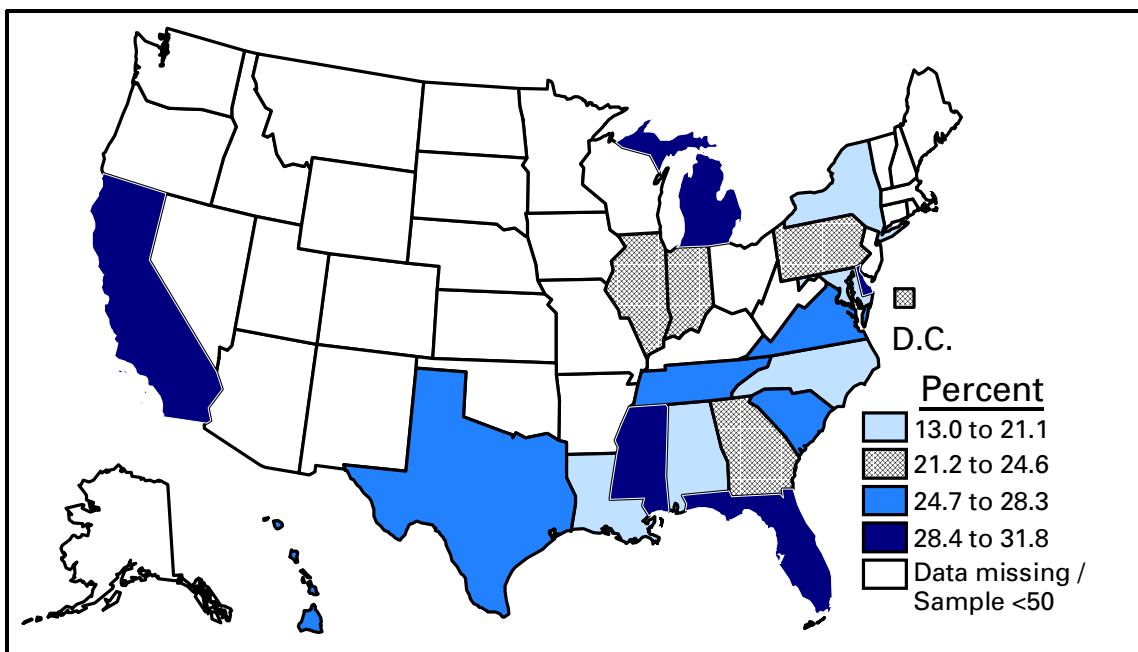 D.C.
Percent
13.0 to 21.1
21.2 to 24.6
24.7 to 28.3
28.4 to 31.8
Data missing /
Sample <50